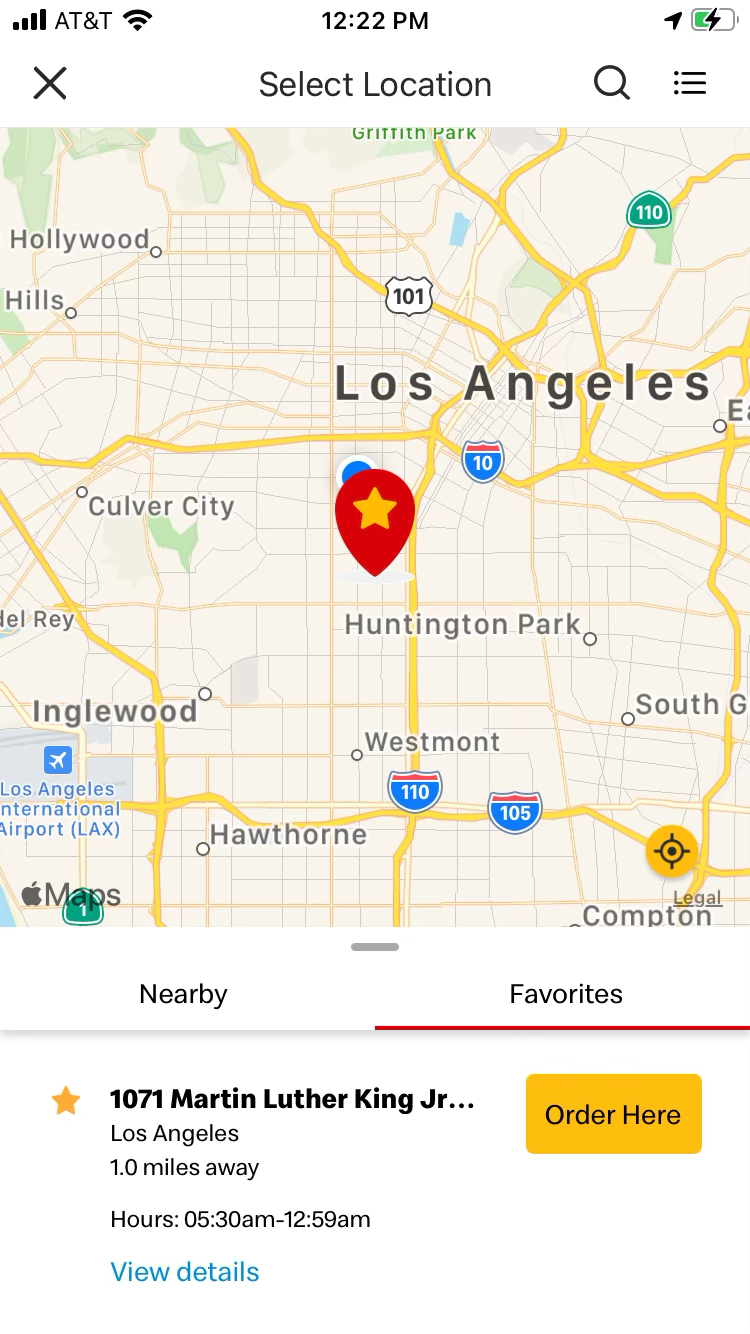 AT&T
12:22 PM
Select Location
Griffith Park
110
Hollywood
Hills
101
Los Angeles
Ea
10
Culver City
del Rey
Huntington Park
Inglewood
South G
Westmont
Los Angeles
International
Airport (LAX)
110
105
Hawthorne
Maps
1
Legal
Compton
Nearby
Favorites
1071 Martin Luther King Jr...
Order Here
Los Angeles
1.0 miles away
Hours: 05:30am-12:59am
View details